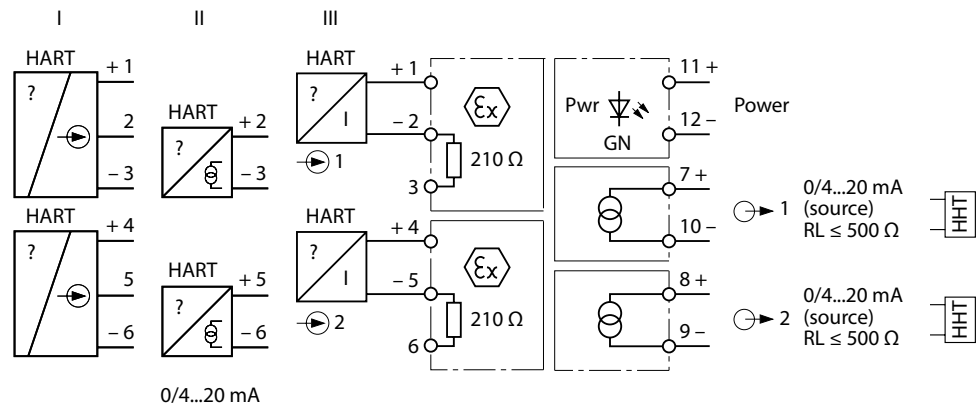 I
II
III
HART
?
+ 1
2
– 3
HART
?
+ 4
5
– 6
HART
?
+ 2
– 3
HART
?
+ 5
– 6
0/4...20 mA
HART
?
I
+ 1
– 2
1
3
210 Ω
Ex
HART
?
I
+ 4
– 5
2
6
210 Ω
Ex
Pwr
GN
11 +
12 –
Power
7 +
10 –
1
0/4...20 mA
(source)
RL ≤ 500 Ω
HHT
8 +
9 –
2
0/4...20 mA
(source)
RL ≤ 500 Ω
HHT